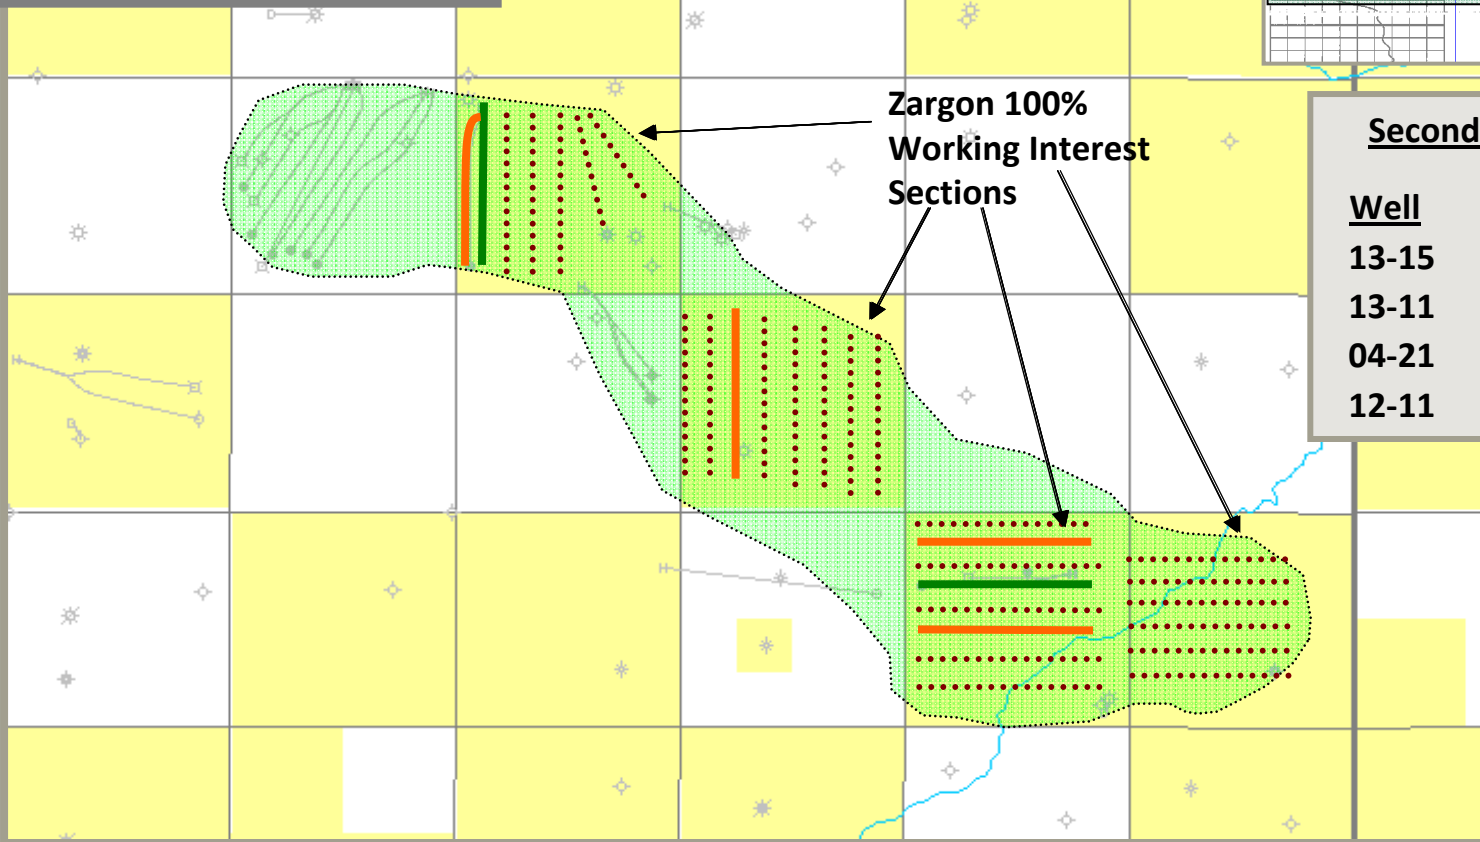 Zargon 100%
Working Interest
Sections
Second
Well
13-15
13-11
04-21
12-11